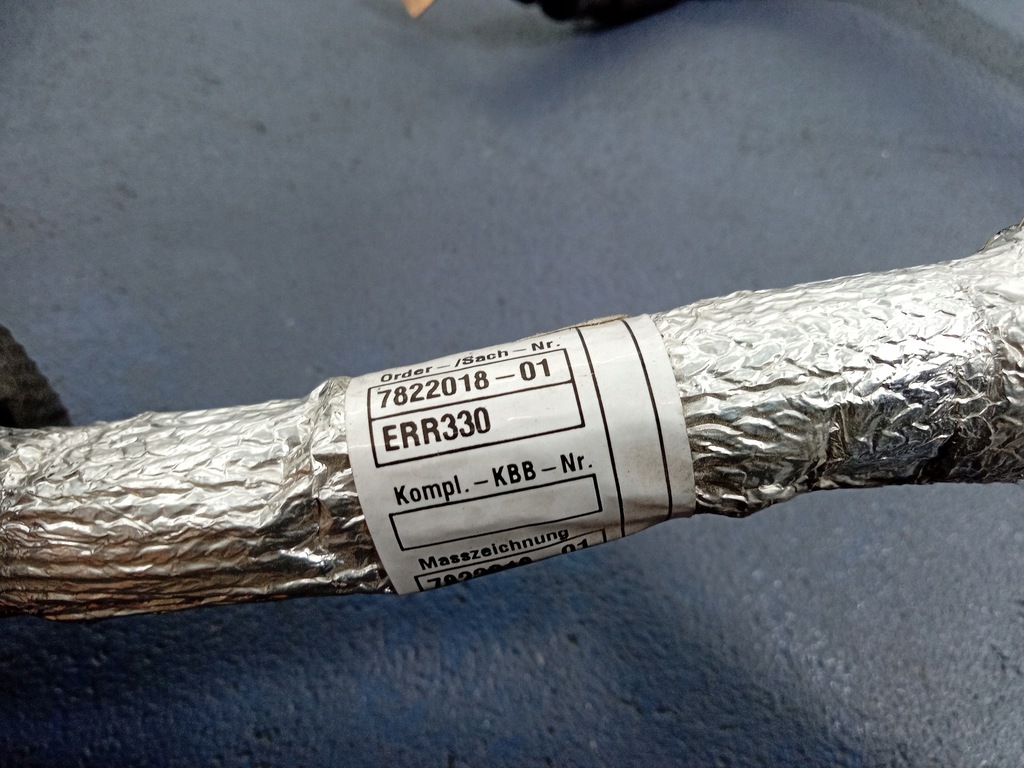 Order-/Sach-Nr.
7822018-01
ERR330
Kompl.-KBB-Nr.
Masszeichnung